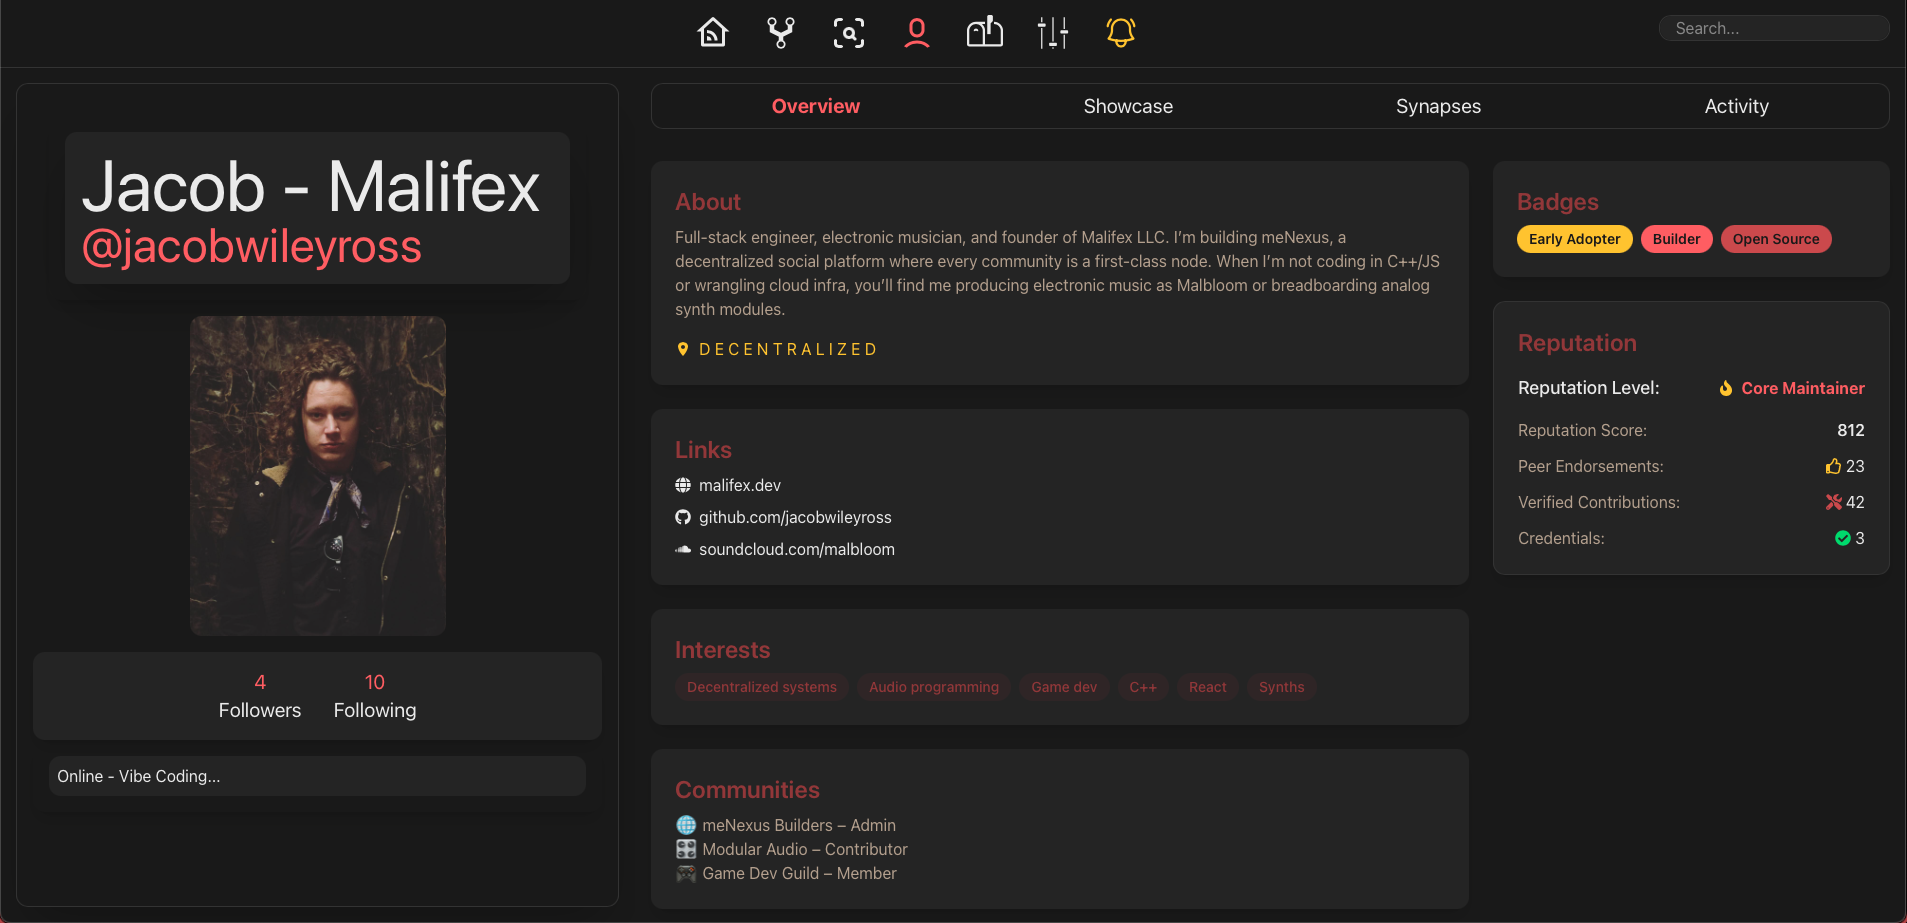 Search...
Jacob - Malifex
@jacobwileyross
4
Followers
10
Following
Online - Vibe Coding...
Overview
Showcase
Synapses
Activity
About
Full-stack engineer, electronic musician, and founder of Malifex LLC. I’m building meNexus, a
decentralized social platform where every community is a first-class node. When I’m not coding in C++/JS
or wrangling cloud infra, you’ll find me producing electronic music as Malbloom or breadboarding analog
synth modules.
DECENTRALIZED
Links
malifex.dev
github.com/jacobwileyross
soundcloud.com/malbloom
Interests
Decentralized systems
Audio programming
Game dev
C++
React
Synths
Communities
meNexus Builders – Admin
Modular Audio – Contributor
Game Dev Guild – Member
Badges
Early Adopter
Builder
Open Source
Reputation
Reputation Level: Core Maintainer
Reputation Score: 812
Peer Endorsements: 23
Verified Contributions: 42
Credentials: 3